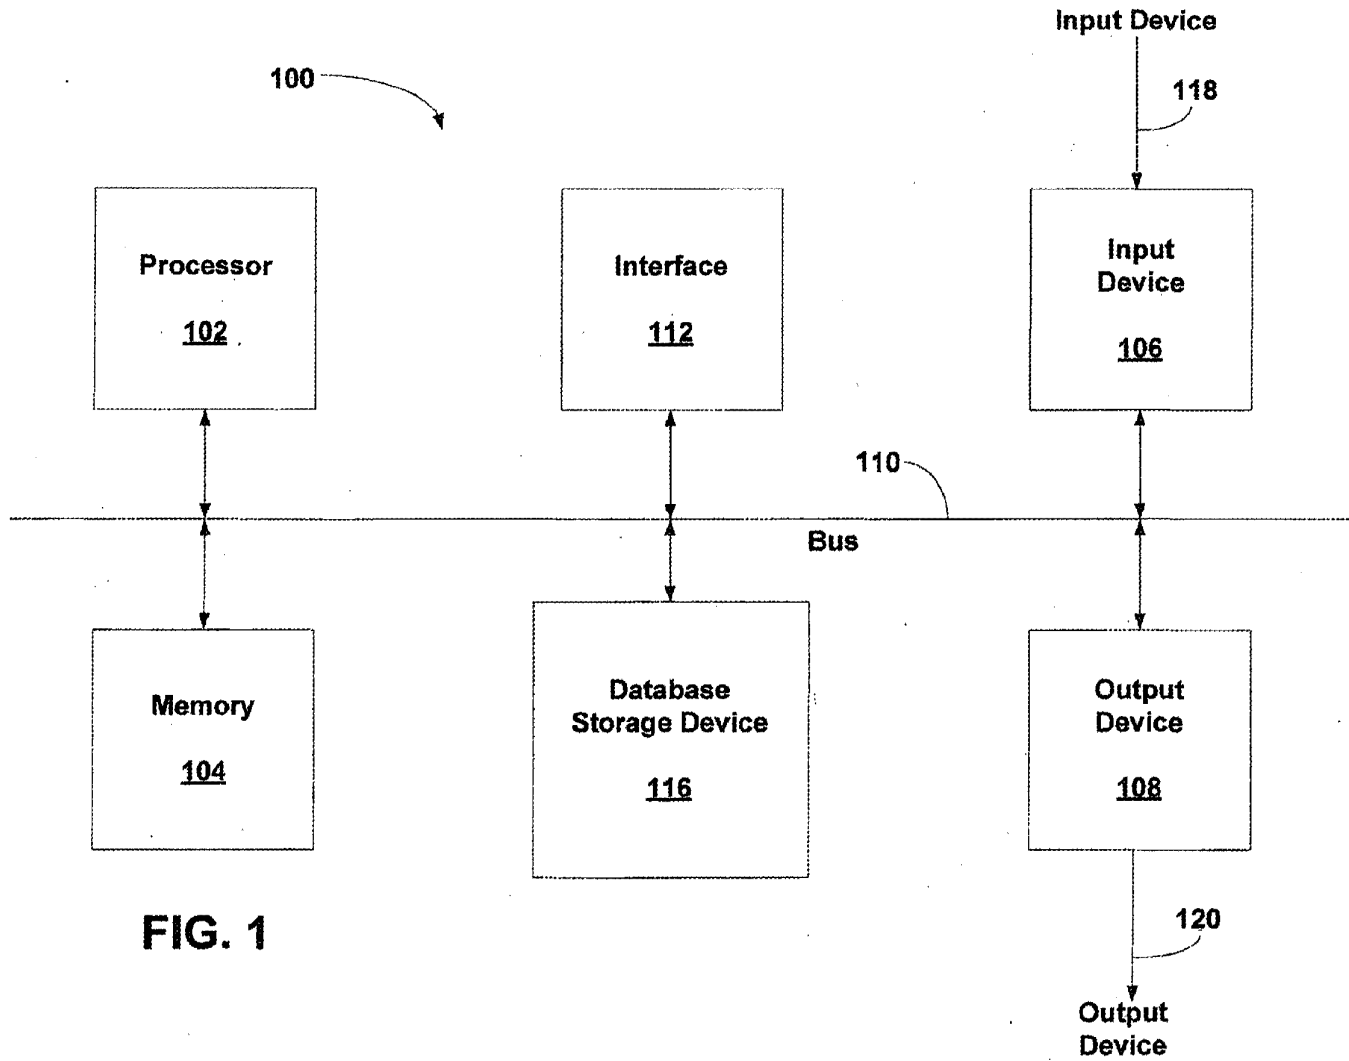 Input Device
100
118
Processor
102
Interface
112
Input
Device
106
110
Bus
Memory
104
Database
Storage Device
116
Output
Device
108
FIG. 1
120
Output
Device